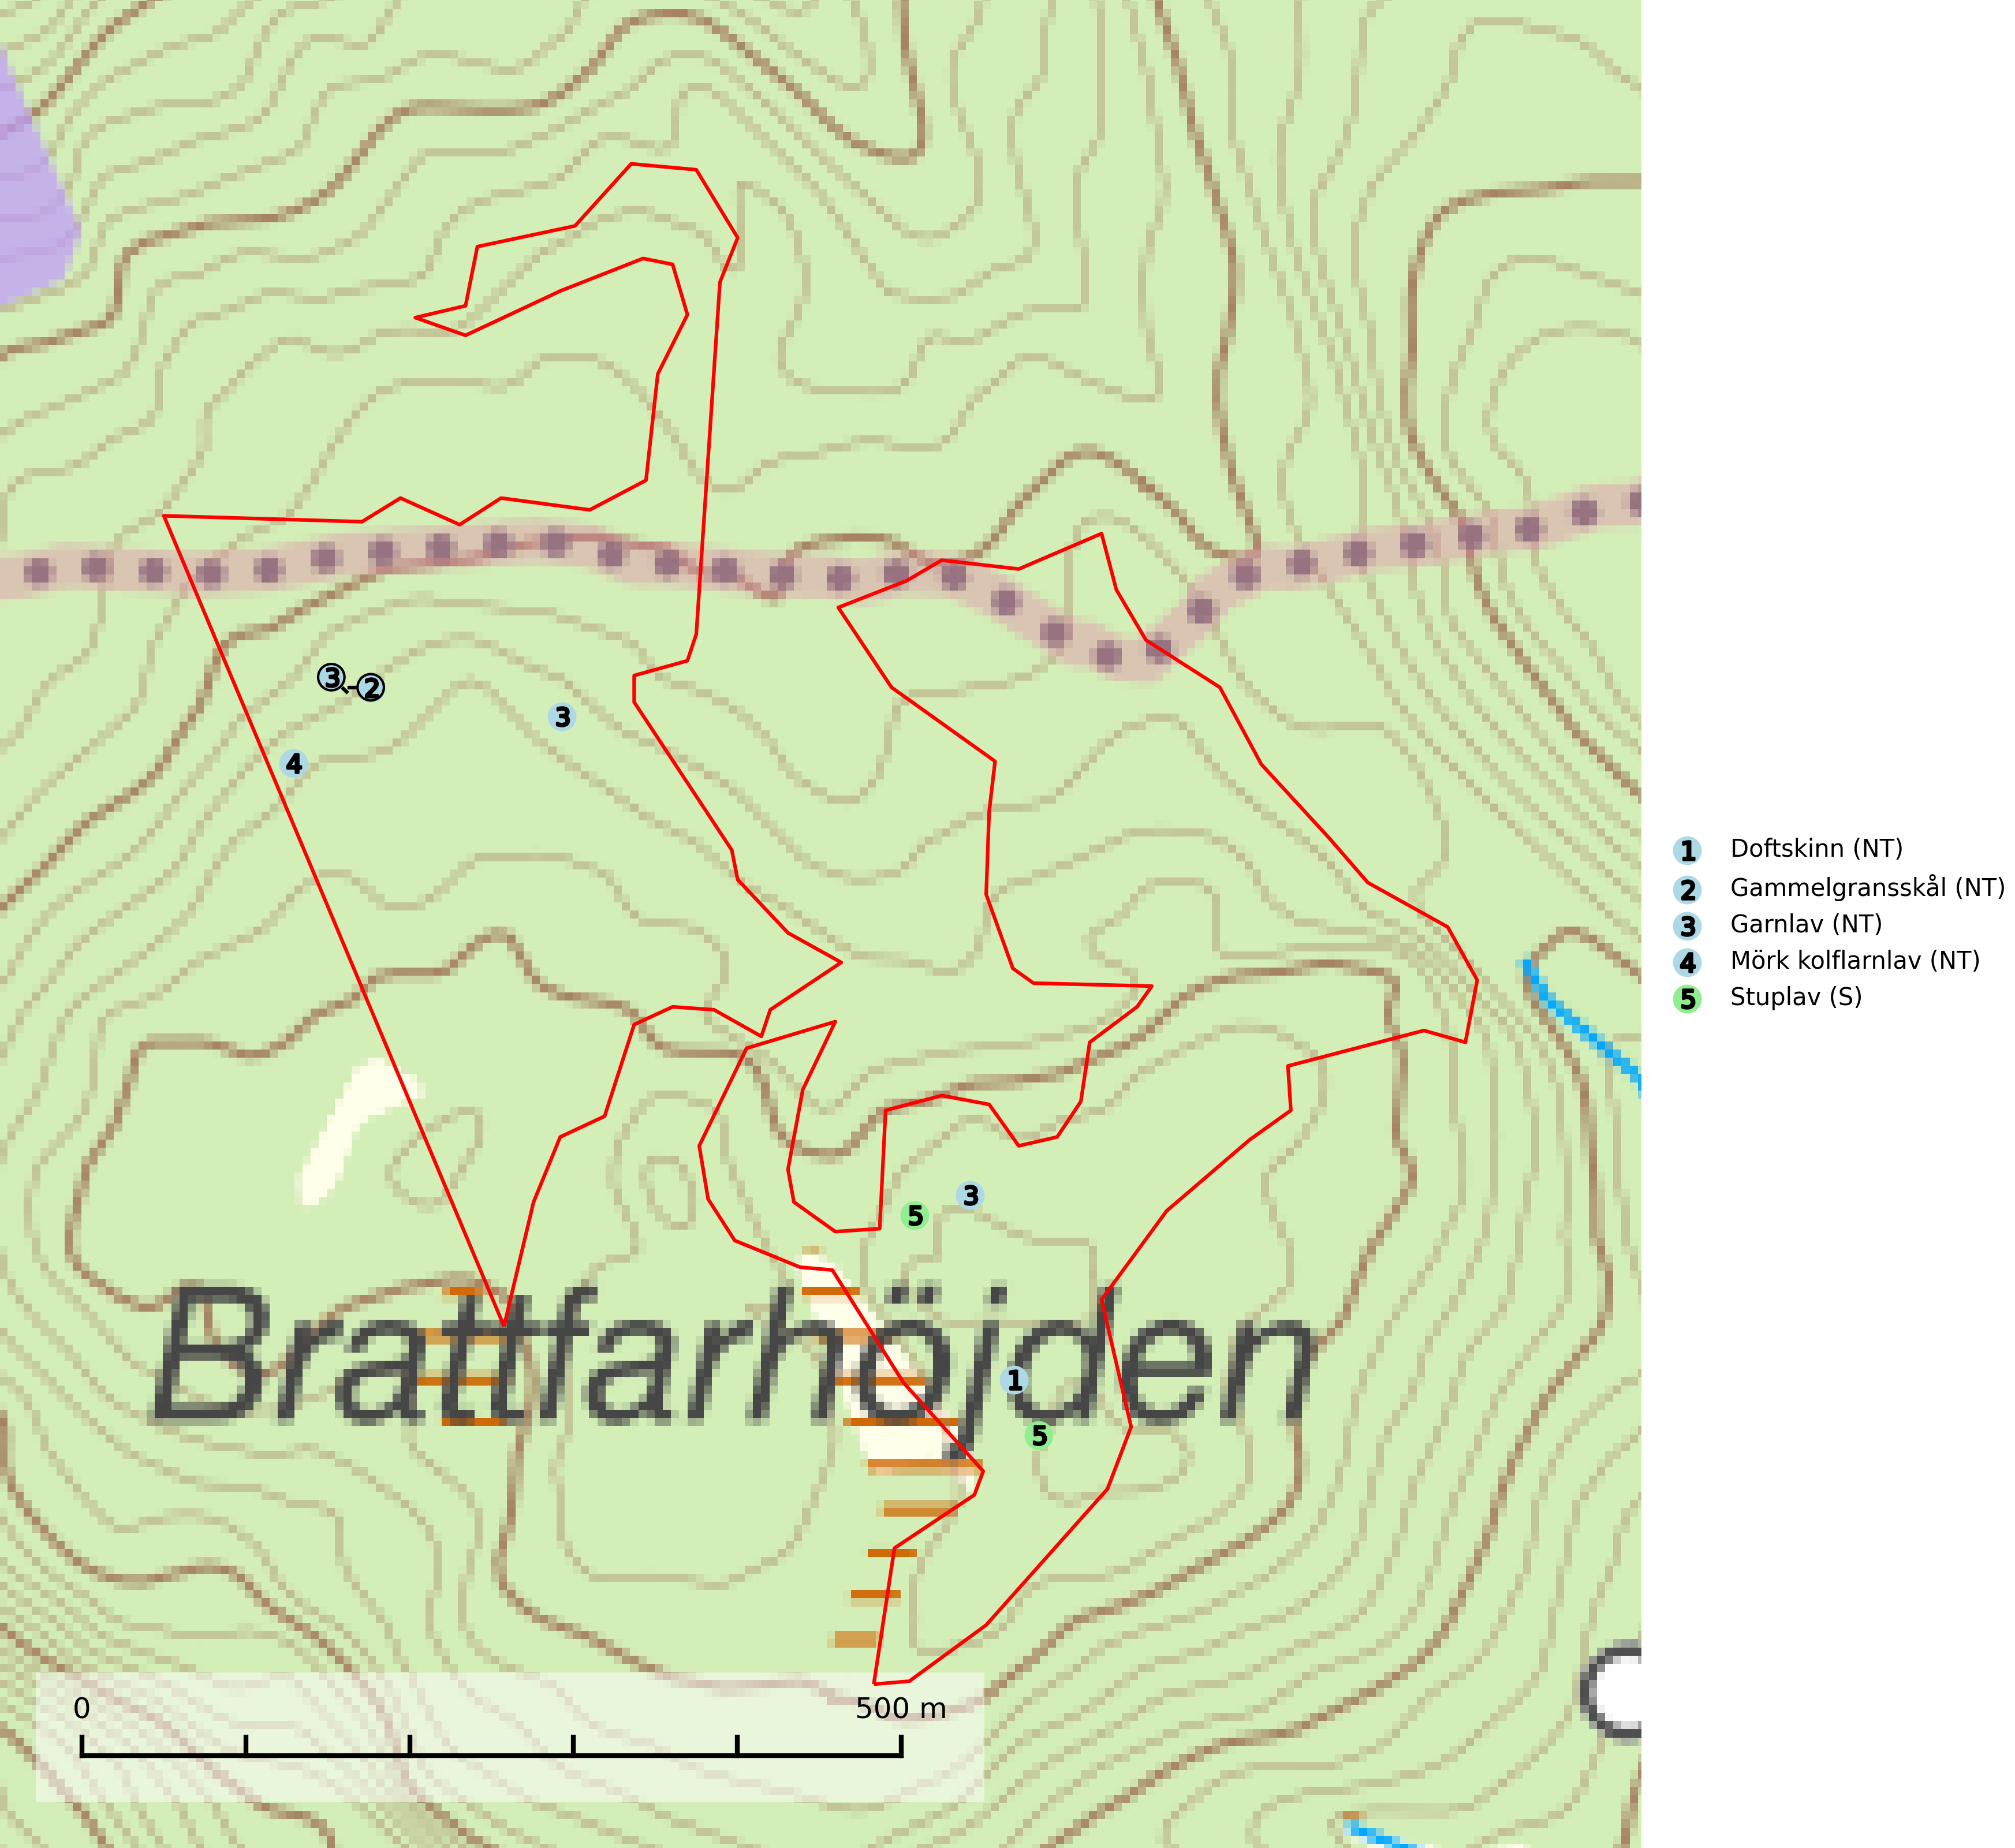 3
2
3
4
3
5
Brattfarhöjden
1
5
0 500 m
1 Doftskinn (NT)
2 Gammelgransskål (NT)
3 Garnlav (NT)
4 Mörk kolflarnlav (NT)
5 Stuplav (S)